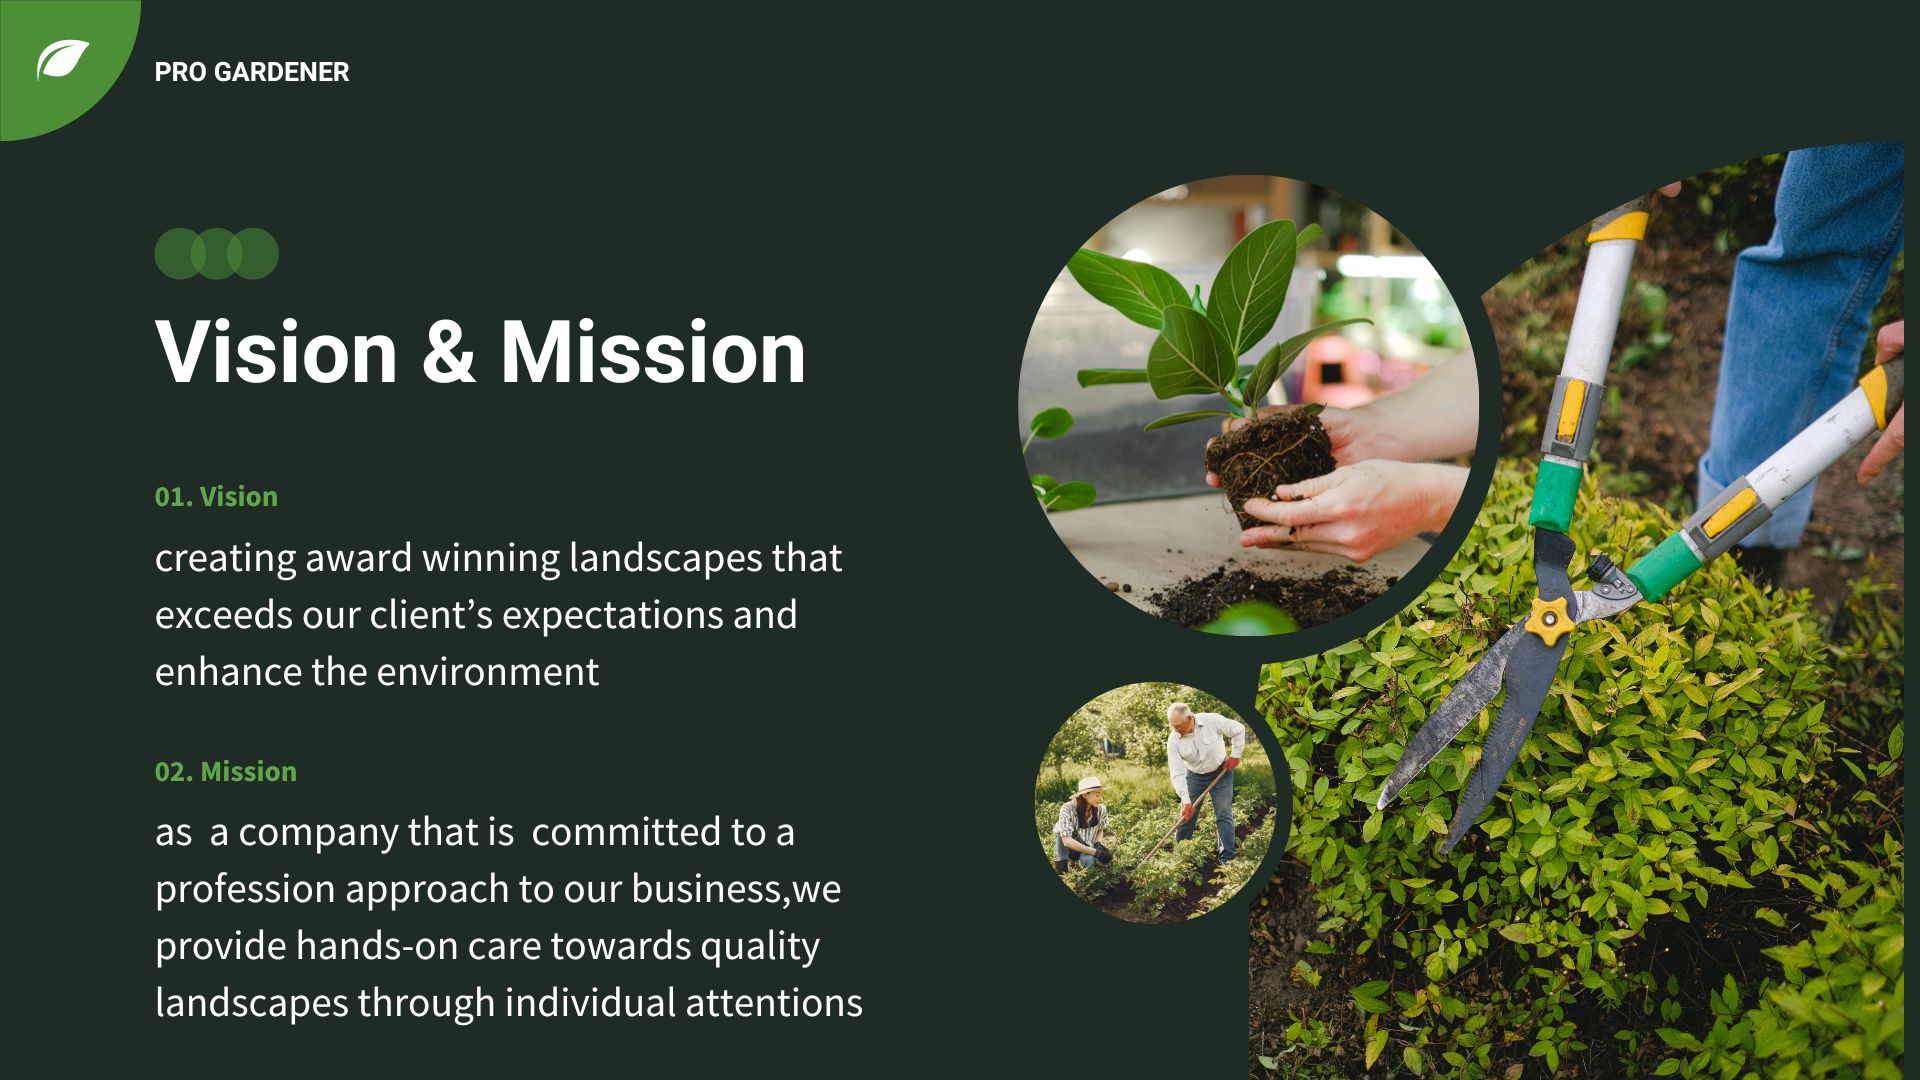 PRO GARDENER
Vision & Mission
01. Vision
creating award winning landscapes that
exceeds our client’s expectations and
enhance the environment
02. Mission
as  a company that is  committed to a
profession approach to our business,we
provide hands-on care towards quality
landscapes through individual attentions